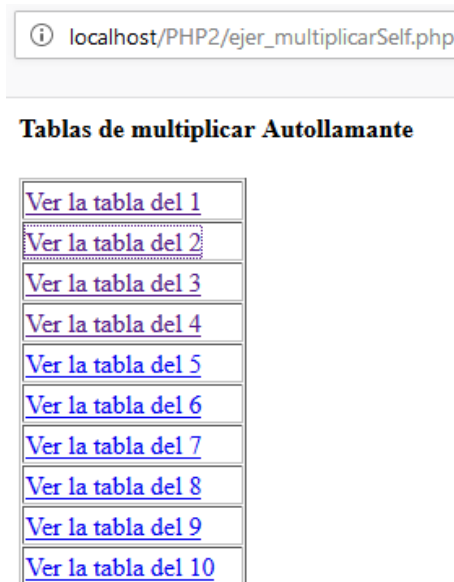 localhost/PHP2/ejer_multiplicarSelf.php
Tablas de multiplicar Autollamante
Ver la tabla del 1
Ver la tabla del 2
Ver la tabla del 3
Ver la tabla del 4
Ver la tabla del 5
Ver la tabla del 6
Ver la tabla del 7
Ver la tabla del 8
Ver la tabla del 9
Ver la tabla del 10